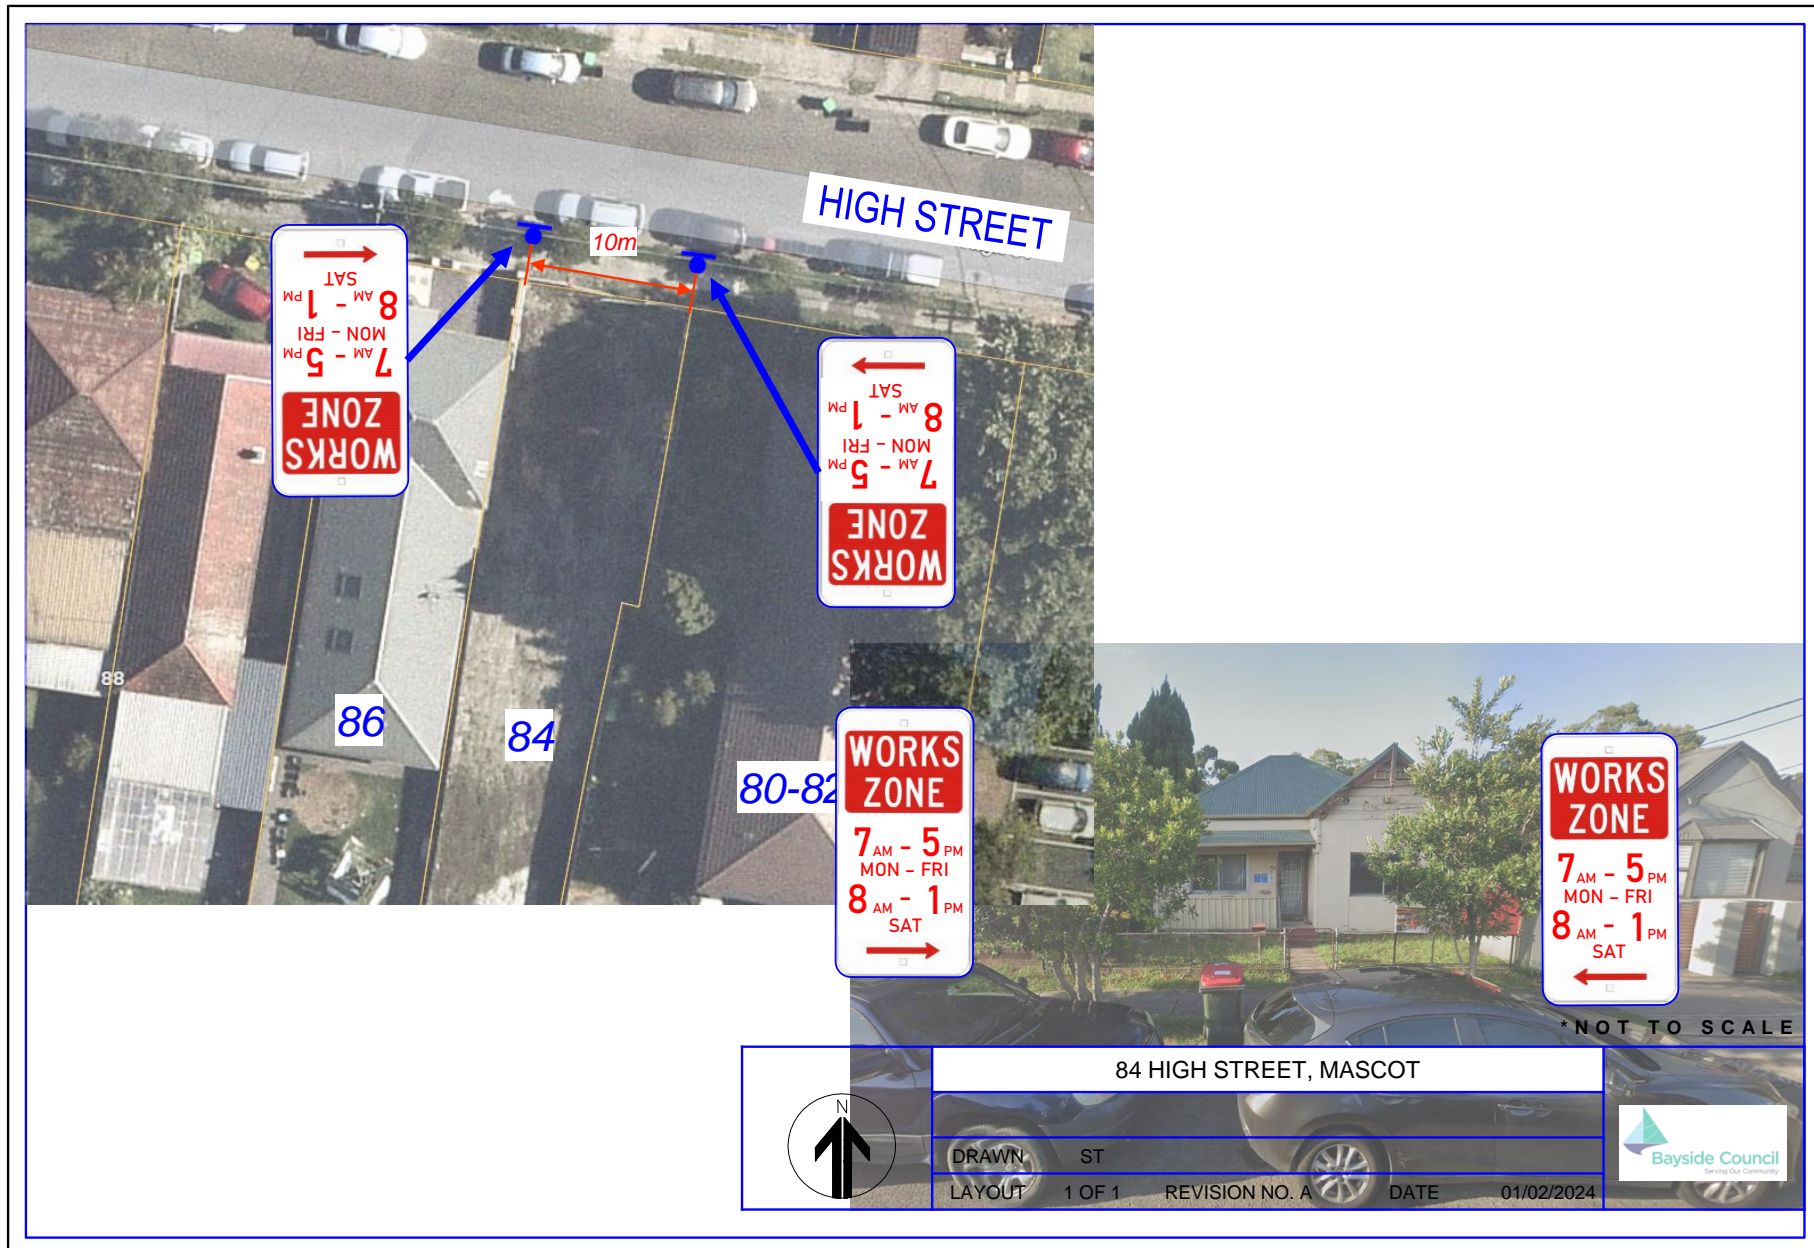 HIGH STREET
10m
WORKS
ZONE
7 AM - 5 PM
MON - FRI
8 AM - 1 PM
SAT
WORKS
ZONE
7 AM - 5 PM
MON - FRI
8 AM - 1 PM
SAT
88
86
84
80-82
WORKS
ZONE
7 AM - 5 PM
MON - FRI
8 AM - 1 PM
SAT
WORKS
ZONE
7 AM - 5 PM
MON - FRI
8 AM - 1 PM
SAT
*NOT TO SCALE
N
84 HIGH STREET, MASCOT
DRAWN ST
LAYOUT 1 OF 1 REVISION NO. A DATE 01/02/2024
Bayside Council
Serving Our Community